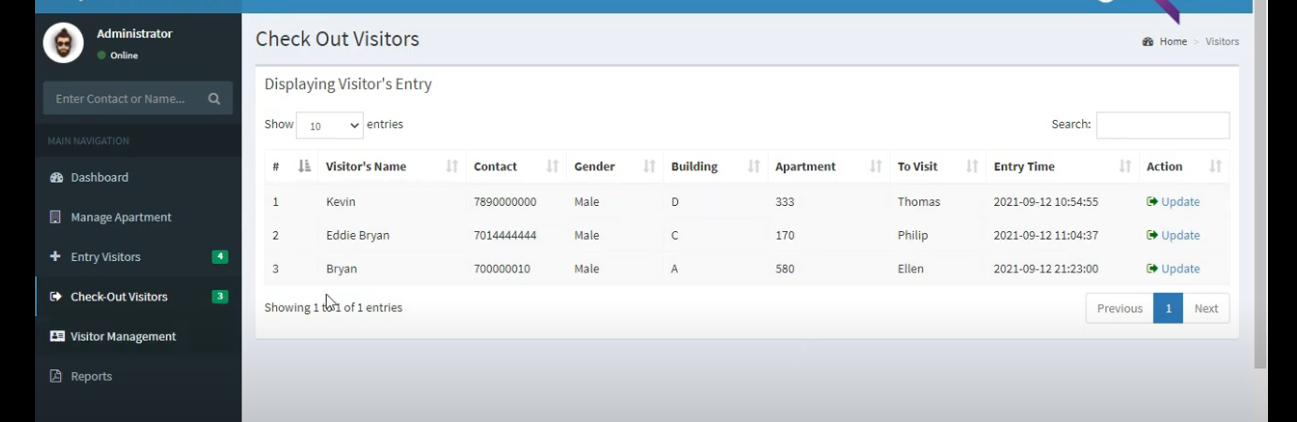 Administrator
Online
Enter Contact or Name...
MAIN NAVIGATION
Dashboard
Manage Apartment
Entry Visitors 4
Check-Out Visitors 3
Visitor Management
Reports
Check Out Visitors
Home > Visitors
Displaying Visitor's Entry
Show 10 entries
Search:
# Visitor's Name Contact Gender Building Apartment To Visit Entry Time Action
1 Kevin 7890000000 Male D 333 Thomas 2021-09-12 10:54:55 Update
2 Eddie Bryan 7014444444 Male C 170 Philip 2021-09-12 11:04:37 Update
3 Bryan 700000010 Male A 580 Ellen 2021-09-12 21:23:00 Update
Showing 1 to 1 of 1 entries
Previous 1 Next